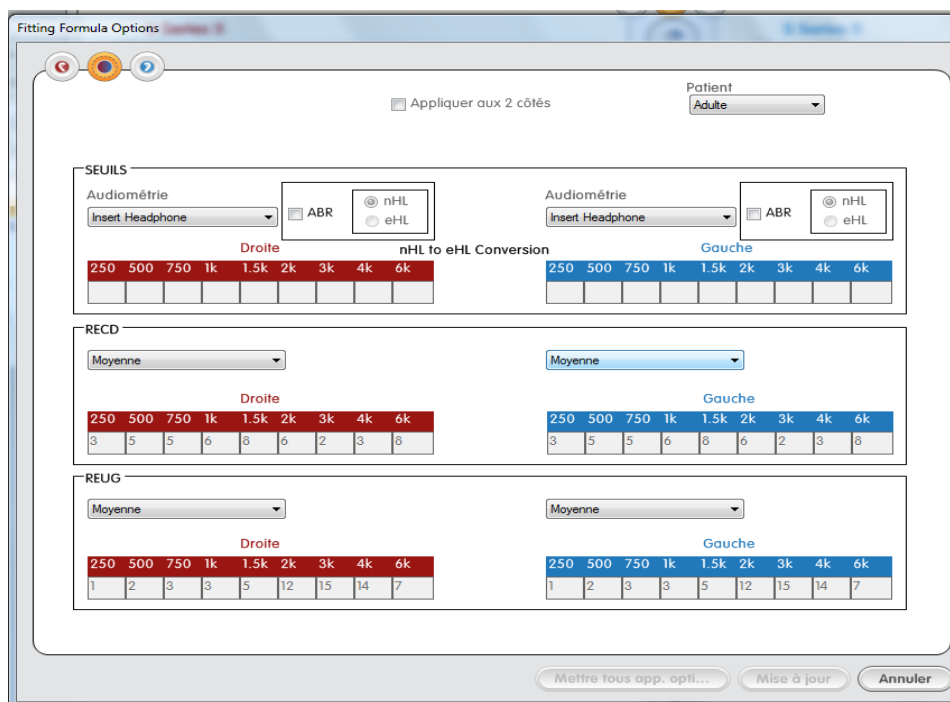 Fitting Formula Options
Appliquer aux 2 côtés
Patient
Adulte
SEUILS
Audiométrie
Insert Headphone
ABR
nHL
eHL
Audiométrie
Insert Headphone
ABR
nHL
eHL
Droite
nHL to eHL Conversion
Gauche
250 500 750 1k 1.5k 2k 3k 4k 6k
250 500 750 1k 1.5k 2k 3k 4k 6k
RECD
Moyenne
Moyenne
Droite
Gauche
250 500 750 1k 1.5k 2k 3k 4k 6k
250 500 750 1k 1.5k 2k 3k 4k 6k
3 5 5 6 8 6 2 3 8
3 5 5 6 8 6 2 3 8
REUG
Moyenne
Moyenne
Droite
Gauche
250 500 750 1k 1.5k 2k 3k 4k 6k
250 500 750 1k 1.5k 2k 3k 4k 6k
1 2 3 3 5 12 15 14 7
1 2 3 3 5 12 15 14 7
Mettre tous app. opti...
Mise à jour
Annuler